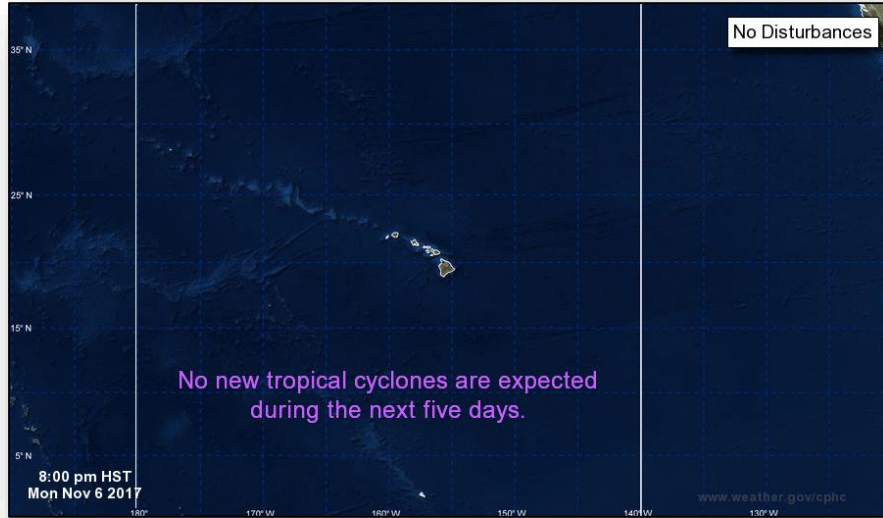 No Disturbances
35° N
25° N
15° N
No new tropical cyclones are expected
during the next five days.
5° N
8:00 pm HST
Mon Nov 6 2017
www.weather.gov/cphc
180°
170° W
160° W
150° W
140° W
130° W